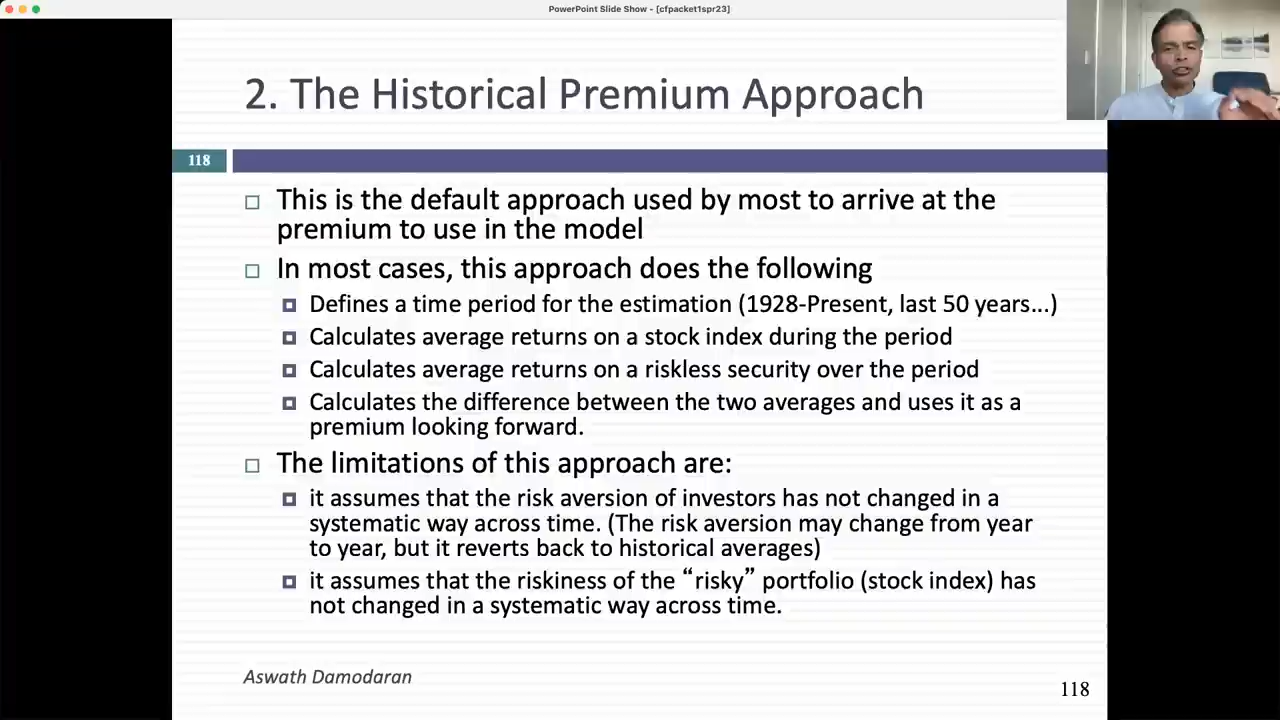 PowerPoint Slide Show - [cfpacket1spr23]
2. The Historical Premium Approach
118
This is the default approach used by most to arrive at the
premium to use in the model
In most cases, this approach does the following
Defines a time period for the estimation (1928-Present, last 50 years...)
Calculates average returns on a stock index during the period
Calculates average returns on a riskless security over the period
Calculates the difference between the two averages and uses it as a
premium looking forward.
The limitations of this approach are:
it assumes that the risk aversion of investors has not changed in a
systematic way across time. (The risk aversion may change from year
to year, but it reverts back to historical averages)
it assumes that the riskiness of the “risky” portfolio (stock index) has
not changed in a systematic way across time.
Aswath Damodaran
118